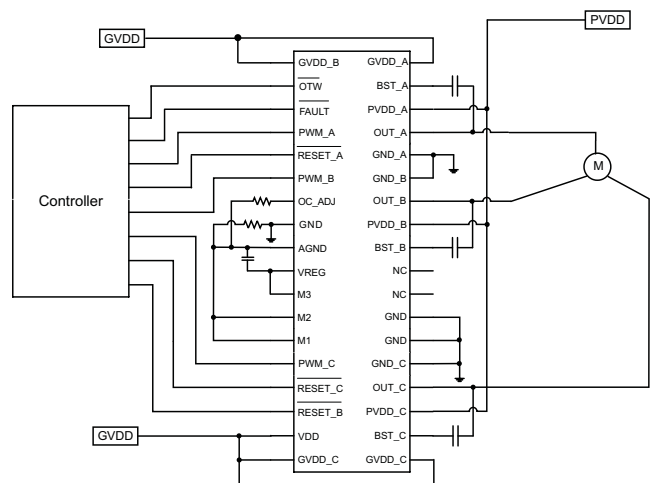 GVDD
PVDD
Controller
GVDD_B
OTW
FAULT
PWM_A
RESET_A
PWM_B
OC_ADJ
GND
AGND
VREG
M3
M2
M1
PWM_C
RESET_C
RESET_B
VDD
GVDD_C
GVDD_A
BST_A
PVDD_A
OUT_A
GND_A
GND_B
OUT_B
PVDD_B
BST_B
NC
NC
GND
GND
GND_C
OUT_C
PVDD_C
BST_C
GVDD_C
M
GVDD